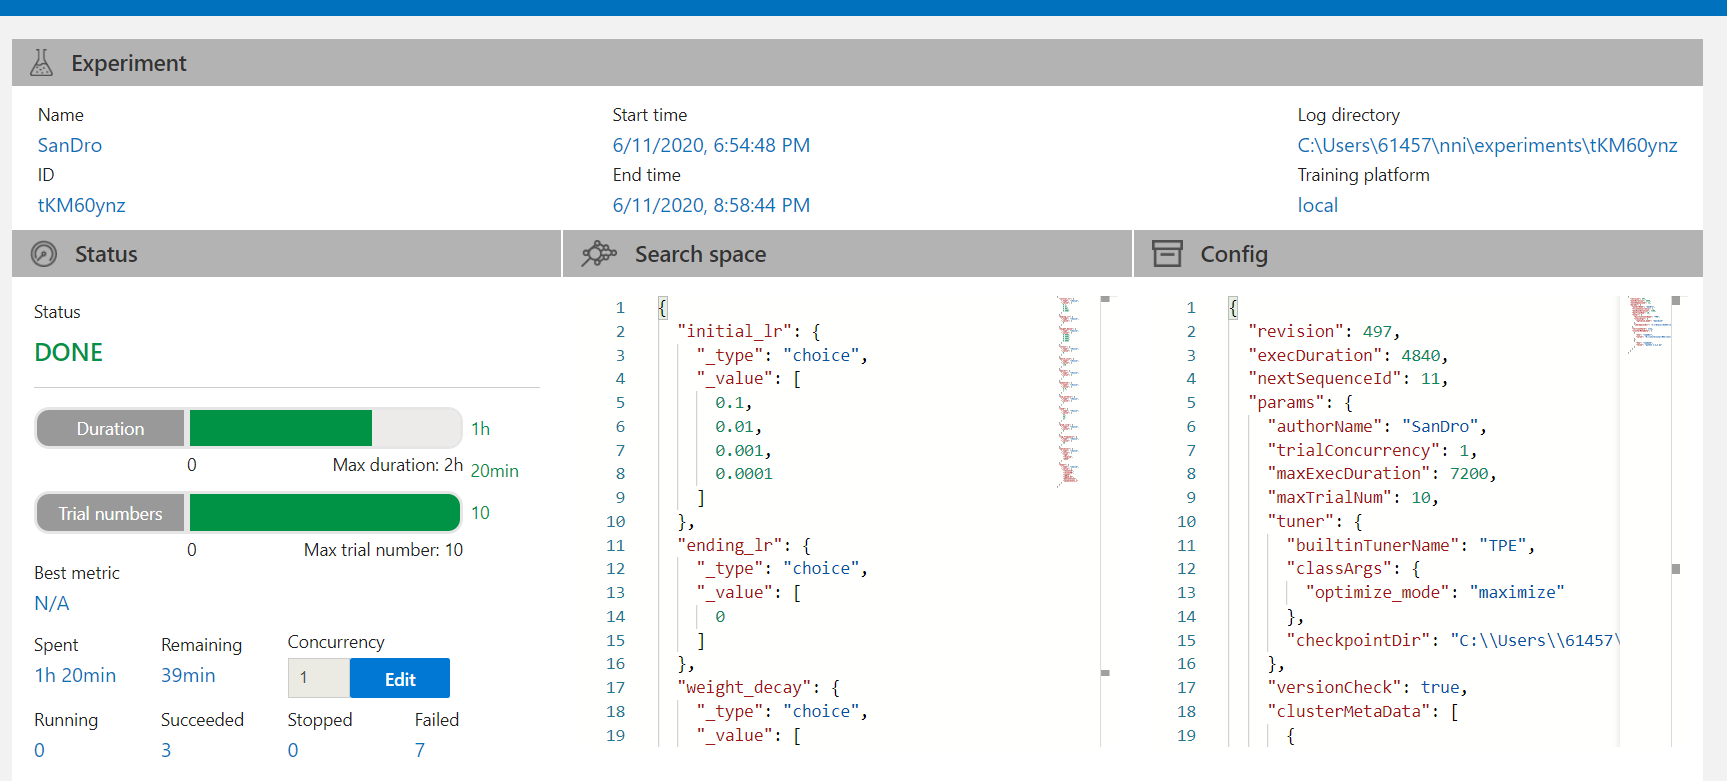 Experiment
Name
SanDro
ID
tKM60ynz
Start time
6/11/2020, 6:54:48 PM
End time
6/11/2020, 8:58:44 PM
Log directory
C:\Users\61457\nni\experiments\tKM60ynz
Training platform
local
Status
Status
DONE
Duration
1h 20min
0
Max duration: 2h
Trial numbers
10
0
Max trial number: 10
Best metric
N/A
Spent
1h 20min
Remaining
39min
Concurrency
1
Edit
Running
0
Succeeded
3
Stopped
0
Failed
7
Search space
1 {
2 "initial_lr": {
3 "_type": "choice",
4 "_value": [
5 0.1,
6 0.01,
7 0.001,
8 0.0001
9 ]
10 },
11 "ending_lr": {
12 "_type": "choice",
13 "_value": [
14 0
15 ]
16 },
17 "weight_decay": {
18 "_type": "choice",
19 "_value": [
Config
1 {
2 "revision": 497,
3 "execDuration": 4840,
4 "nextSequenceId": 11,
5 "params": {
6 "authorName": "SanDro",
7 "trialConcurrency": 1,
8 "maxExecDuration": 7200,
9 "maxTrialNum": 10,
10 "tuner": {
11 "builtinTunerName": "TPE",
12 "classArgs": {
13 "optimize_mode": "maximize"
14 },
15 "checkpointDir": "C:\\Users\\61457\
16 },
17 "versionCheck": true,
18 "clusterMetaData": [
19 {